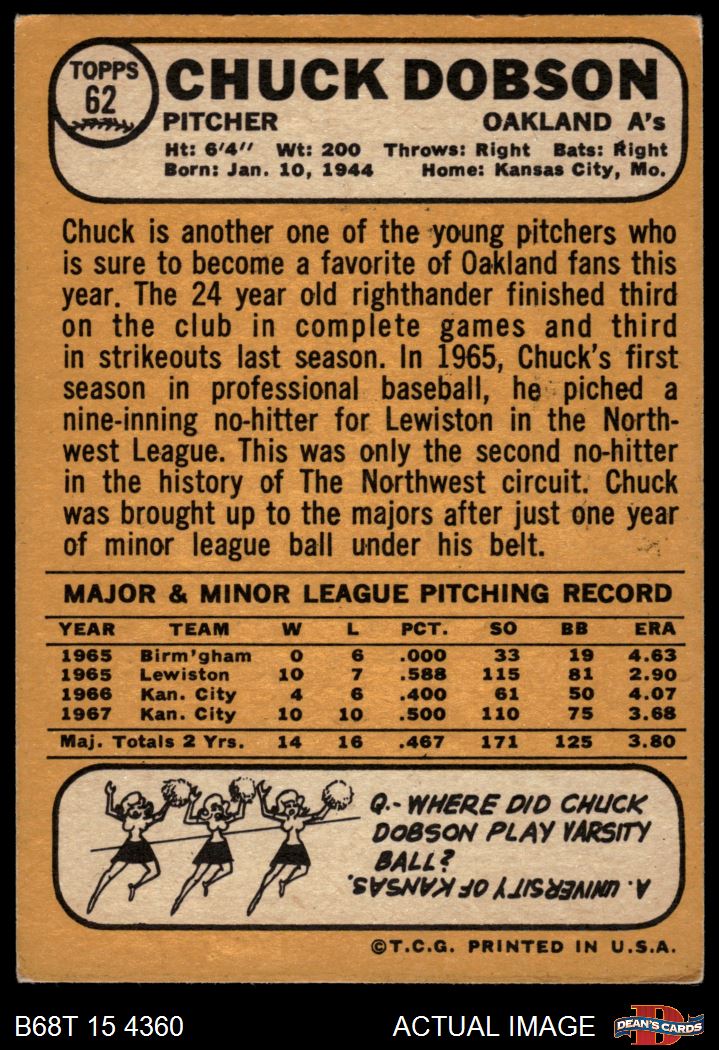 TOPPS
62
CHUCK DOBSON
PITCHER OAKLAND A's
Ht: 6'4" Wt: 200 Throws: Right Bats: Right
Born: Jan. 10, 1944 Home: Kansas City, Mo.
Chuck is another one of the young pitchers who
is sure to become a favorite of Oakland fans this
year. The 24 year old righthander finished third
on the club in complete games and third
in strikeouts last season. In 1965, Chuck's first
season in professional baseball, he piched a
nine-inning no-hitter for Lewiston in the North-
west League. This was only the second no-hitter
in the history of The Northwest circuit. Chuck
was brought up to the majors after just one year
of minor league ball under his belt.
MAJOR & MINOR LEAGUE PITCHING RECORD
YEAR TEAM W L PCT. SO BB ERA
1965 Birm'gham 0 6 .000 33 19 4.63
1965 Lewiston 10 7 .588 115 81 2.90
1966 Kan. City 4 6 .400 61 50 4.07
1967 Kan. City 10 10 .500 110 75 3.68
Maj. Totals 2 Yrs. 14 16 .467 171 125 3.80
Q.- WHERE DID CHUCK
DOBSON PLAY VARSITY
BALL?
A. UNIVERSITY OF KANSAS.
©T.C.G. PRINTED IN U.S.A.
B68T 15 4360 ACTUAL IMAGE DEAN'S CARDS